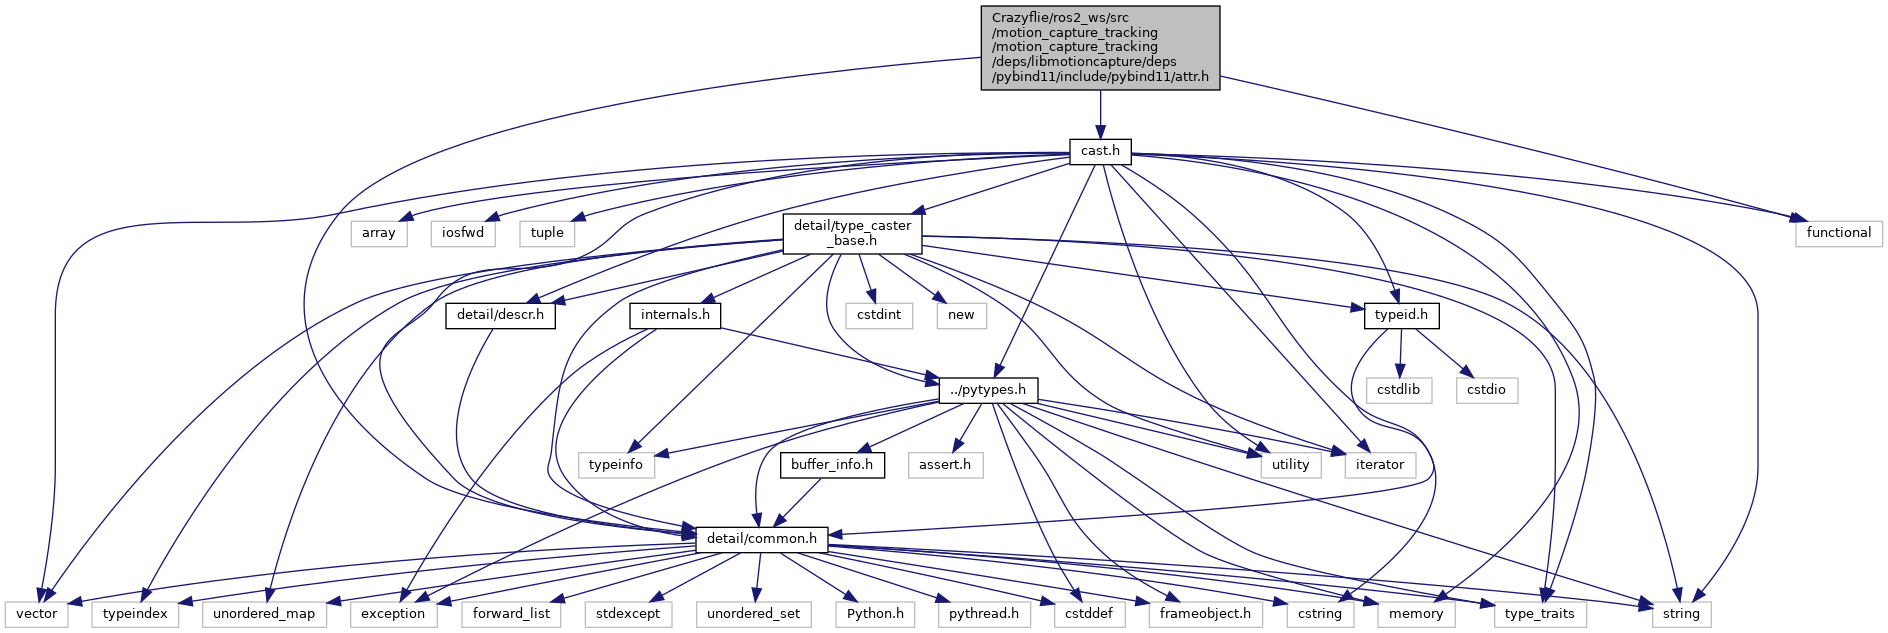 Crazyflie/ros2_ws/src
/motion_capture_tracking
/motion_capture_tracking
/deps/libmotioncapture/deps
/pybind11/include/pybind11/attr.h
cast.h
array
iosfwd
tuple
detail/type_caster
_base.h
functional
detail/descr.h
internals.h
cstdint
new
typeid.h
../pytypes.h
cstdlib
cstdio
typeinfo
buffer_info.h
assert.h
utility
iterator
detail/common.h
vector
typeindex
unordered_map
exception
forward_list
stdexcept
unordered_set
Python.h
pythread.h
cstddef
frameobject.h
cstring
memory
type_traits
string